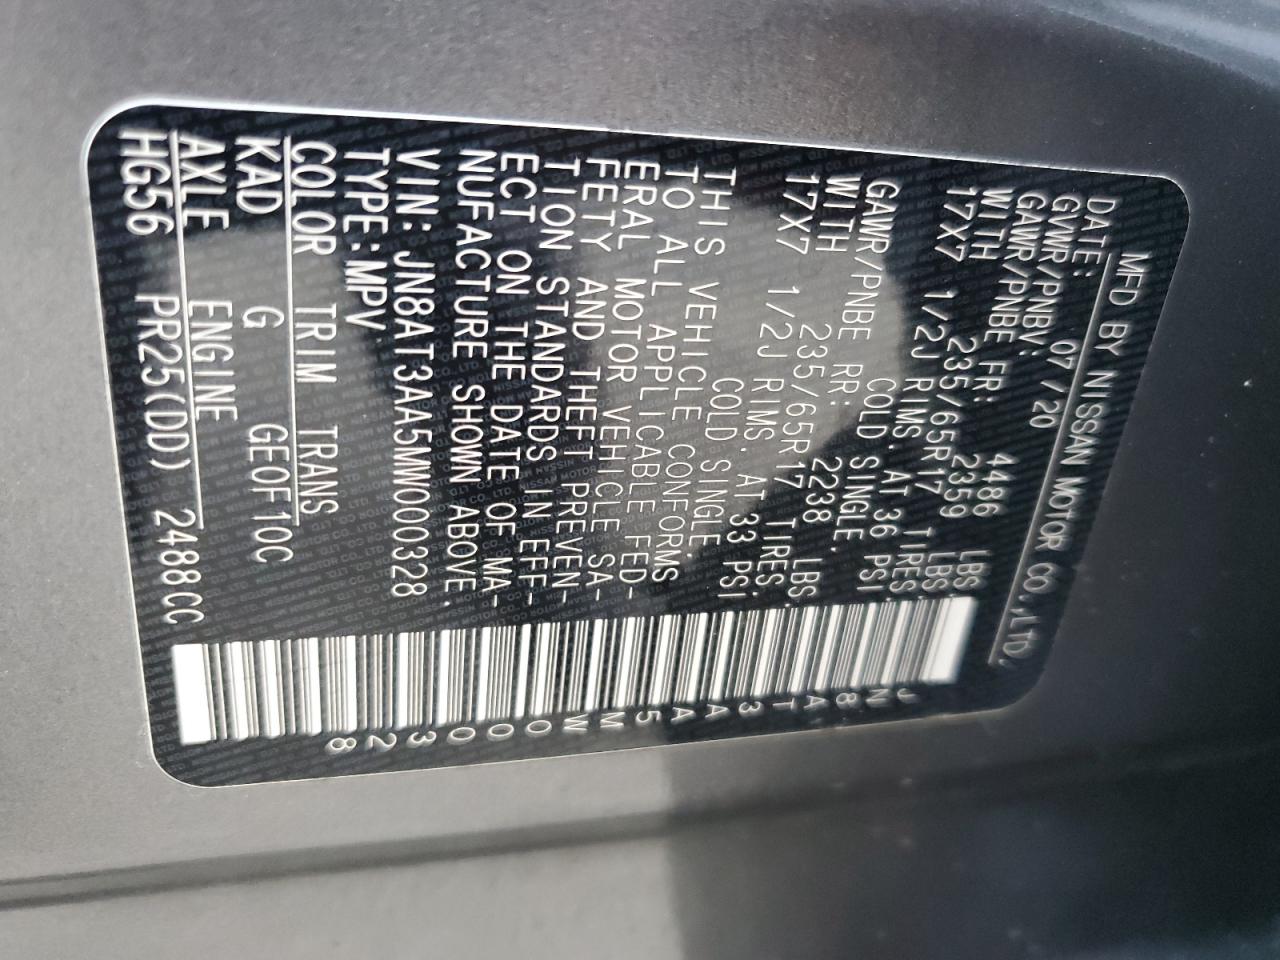 MFD BY NISSAN MOTOR CO.,LTD.
DATE: 07/20
GVWR/PNBV: 4486 LBS.
GAWR/PNBE FR: 2359 LBS.
WITH 235/65R17 TIRES.
17X7 1/2J RIMS. AT 36 PSI
COLD SINGLE.
GAWR/PNBE RR: 2238 LBS.
WITH 235/65R17 TIRES.
17X7 1/2J RIMS. AT 33 PSI
COLD SINGLE.
THIS VEHICLE CONFORMS
TO ALL APPLICABLE FED-
ERAL MOTOR VEHICLE SA-
FETY AND THEFT PREVEN-
TION STANDARDS IN EFF-
ECT ON THE DATE OF MA-
NUFACTURE SHOWN ABOVE.
VIN:JN8AT3AA5MW000328
TYPE:MPV
COLOR TRIM TRANS
KAD G GE0F10C
AXLE ENGINE
HG56 PR25(DD) 2488CC
JN8AT3AA5MW000328